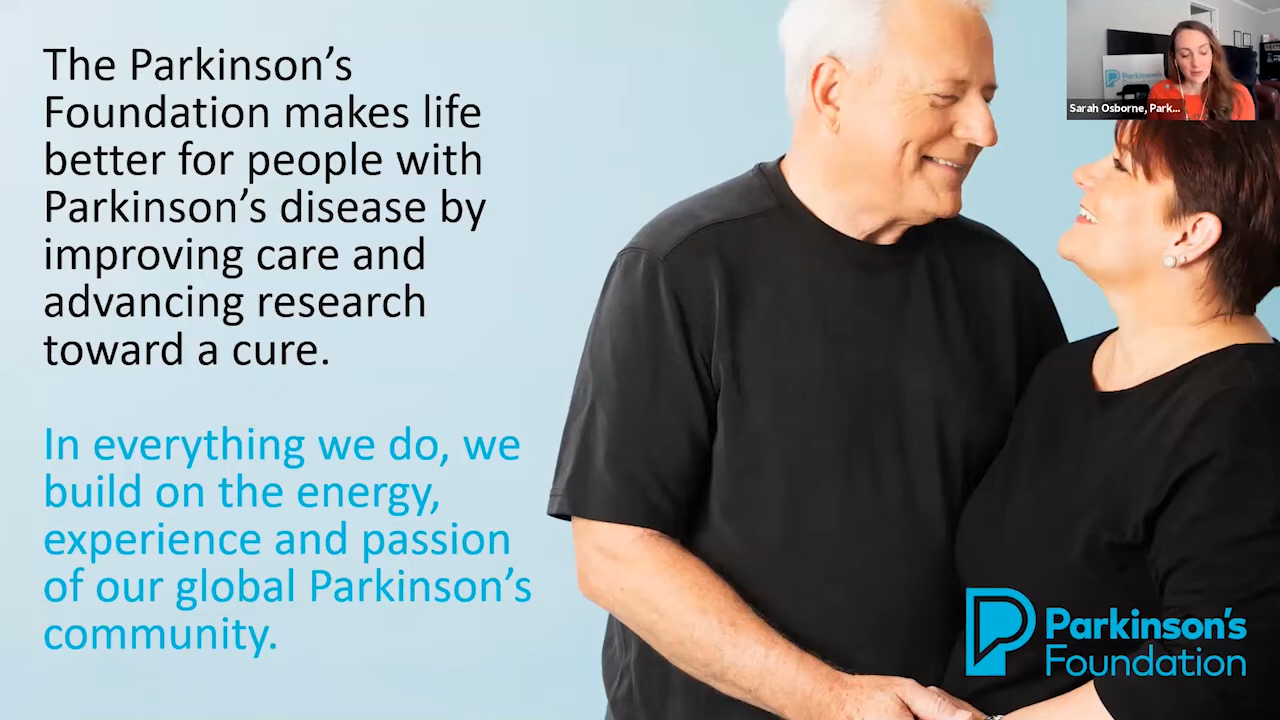 The Parkinson’s
Foundation makes life
better for people with
Parkinson’s disease by
improving care and
advancing research
toward a cure.
In everything we do, we
build on the energy,
experience and passion
of our global Parkinson’s
community.
Parkinson's
Sarah Osborne, Park...
Parkinson's
Foundation